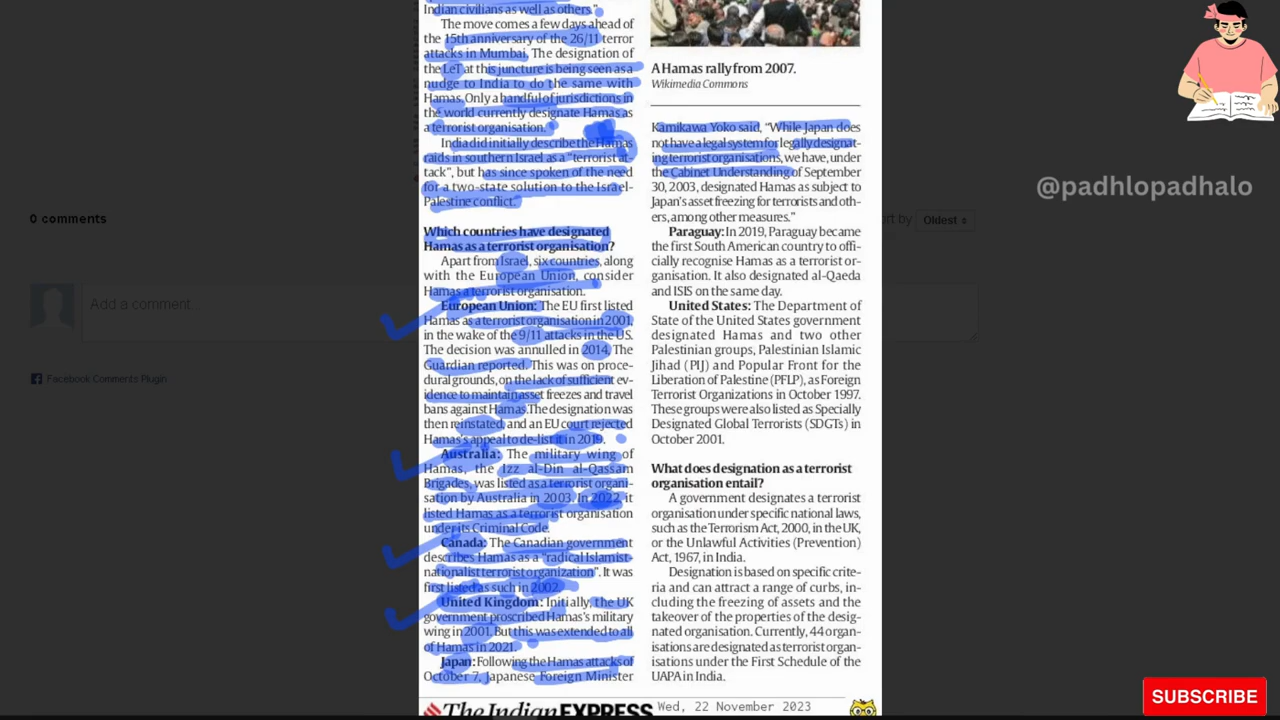 Indian civilians as well as others."
The move comes a few days ahead of
the 15th anniversary of the 26/11 terror
attacks in Mumbai. The designation of
the LeT at this juncture is being seen as a
nudge to India to do the same with
Hamas. Only a handful of jurisdictions in
the world currently designate Hamas as
a terrorist organisation.
India did initially describe the Hamas
raids in southern Israel as a "terrorist at-
tack", but has since spoken of the need
for a two-state solution to the Israel-
Palestine conflict.
Which countries have designated
Hamas as a terrorist organisation?
Apart from Israel, six countries, along
with the European Union, consider
Hamas a terrorist organisation.
European Union: The EU first listed
Hamas as a terrorist organisation in 2001,
in the wake of the 9/11 attacks in the US.
The decision was annulled in 2014, The
Guardian reported. This was on proce-
dural grounds, on the lack of sufficient ev-
idence to maintain asset freezes and travel
bans against Hamas. The designation was
then reinstated, and an EU court rejected
Hamas's appeal to de-list it in 2019.
Australia: The military wing of
Hamas, the Izz al-Din al-Qassam
Brigades, was listed as a terrorist organi-
sation by Australia in 2003. In 2022, it
listed Hamas as a terrorist organisation
under its Criminal Code.
Canada: The Canadian government
describes Hamas as a "radical Islamist-
nationalist terrorist organization". It was
first listed as such in 2002.
United Kingdom: Initially, the UK
government proscribed Hamas's military
wing in 2001. But this was extended to all
of Hamas in 2021.
Japan: Following the Hamas attacks of
October 7, Japanese Foreign Minister
A Hamas rally from 2007.
Wikimedia Commons
Kamikawa Yoko said, "While Japan does
not have a legal system for legally designat-
ing terrorist organisations, we have, under
the Cabinet Understanding of September
30, 2003, designated Hamas as subject to
Japan's asset freezing for terrorists and oth-
ers, among other measures."
Paraguay: In 2019, Paraguay became
the first South American country to offi-
cially recognise Hamas as a terrorist or-
ganisation. It also designated al-Qaeda
and ISIS on the same day.
United States: The Department of
State of the United States government
designated Hamas and two other
Palestinian groups, Palestinian Islamic
Jihad (PIJ) and Popular Front for the
Liberation of Palestine (PFLP), as Foreign
Terrorist Organizations in October 1997.
These groups were also listed as Specially
Designated Global Terrorists (SDGTs) in
October 2001.
What does designation as a terrorist
organisation entail?
A government designates a terrorist
organisation under specific national laws,
such as the Terrorism Act, 2000, in the UK,
or the Unlawful Activities (Prevention)
Act, 1967, in India.
Designation is based on specific crite-
ria and can attract a range of curbs, in-
cluding the freezing of assets and the
takeover of the properties of the desig-
nated organisation. Currently, 44 organ-
isations are designated as terrorist organ-
isations under the First Schedule of the
UAPA in India.
The Indian EXPRESS
Wed, 22 November 2023
0 comments
Add a comment
Facebook Comments Plugin
@padhlopadhalo
rt by Oldest
SUBSCRIBE